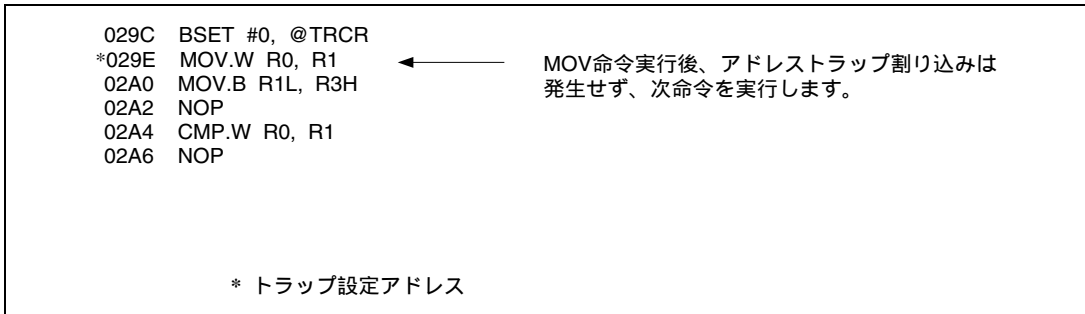 029C BSET #0, @TRCR
*029E MOV.W R0, R1
MOV命令実行後、アドレストラップ割り込みは
02A0 MOV.B R1L, R3H
発生せず、次命令を実行します。
02A2 NOP
02A4 CMP.W R0, R1
02A6 NOP
* トラップ設定アドレス